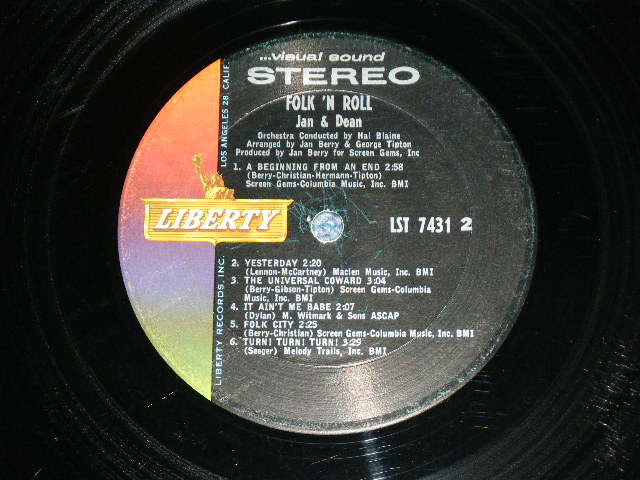 ...visual sound
STEREO
FOLK 'N ROLL
Jan & Dean
Orchestra Conducted by Hal Blaine
Arranged by Jan Berry & George Tipton
Produced by Jan Berry for Screen Gems, Inc
1. A BEGINNING FROM AN END 2:58
(Berry-Christian-Hermann-Tipton)
Screen Gems-Columbia Music, Inc. BMI
LIBERTY
LST 7431 2
2. YESTERDAY 2:20
(Lennon-McCartney) Maclen Music, Inc. BMI
3. THE UNIVERSAL COWARD 3:04
(Berry-Gibson-Tipton) Screen Gems-Columbia
Music, Inc. BMI
4. IT AIN'T ME BABE 2:07
(Dylan) M. Witmark & Sons ASCAP
5. FOLK CITY 2:25
(Berry-Christian) Screen Gems-Columbia Music, Inc. BMI
6. TURN! TURN! TURN! 3:29
(Seeger) Melody Trails, Inc. BMI
LIBERTY RECORDS, INC.
LOS ANGELES 28, CALIF.